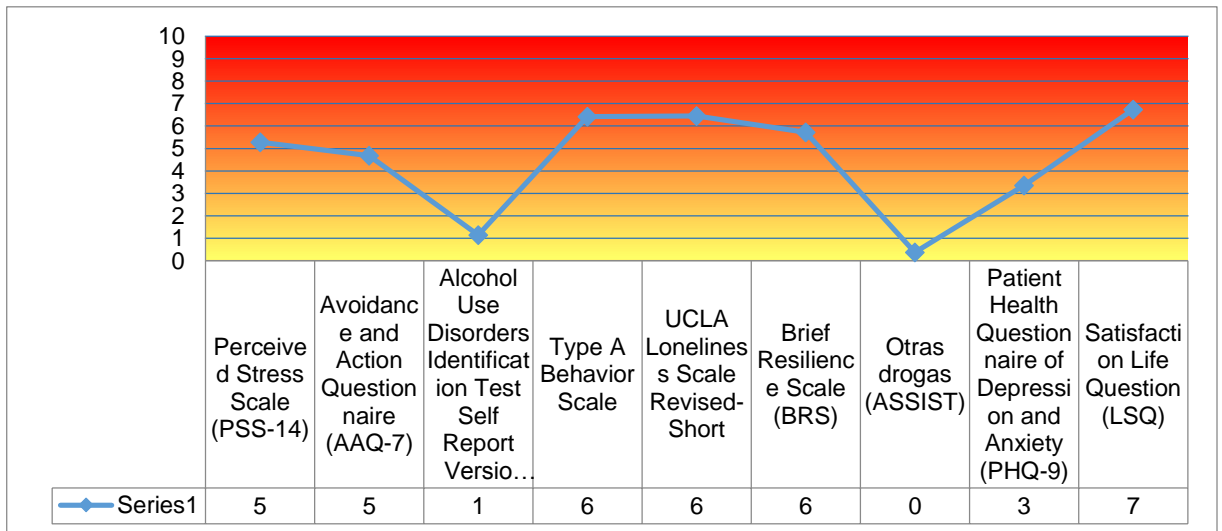 10
9
8
7
6
5
4
3
2
1
0
Perceive
d Stress
Scale
(PSS-14)
Avoidanc
e and
Action
Question
naire
(AAQ-7)
Alcohol
Use
Disorders
Identificat
ion Test
Self
Report
Versio…
Type A
Behavior
Scale
UCLA
Lonelines
s Scale
Revised-
Short
Brief
Resilienc
e Scale
(BRS)
Otras
drogas
(ASSIST)
Patient
Health
Question
naire of
Depressi
on and
Anxiety
(PHQ-9)
Satisfacti
on Life
Question
(LSQ)
Series1 5 5 1 6 6 6 0 3 7